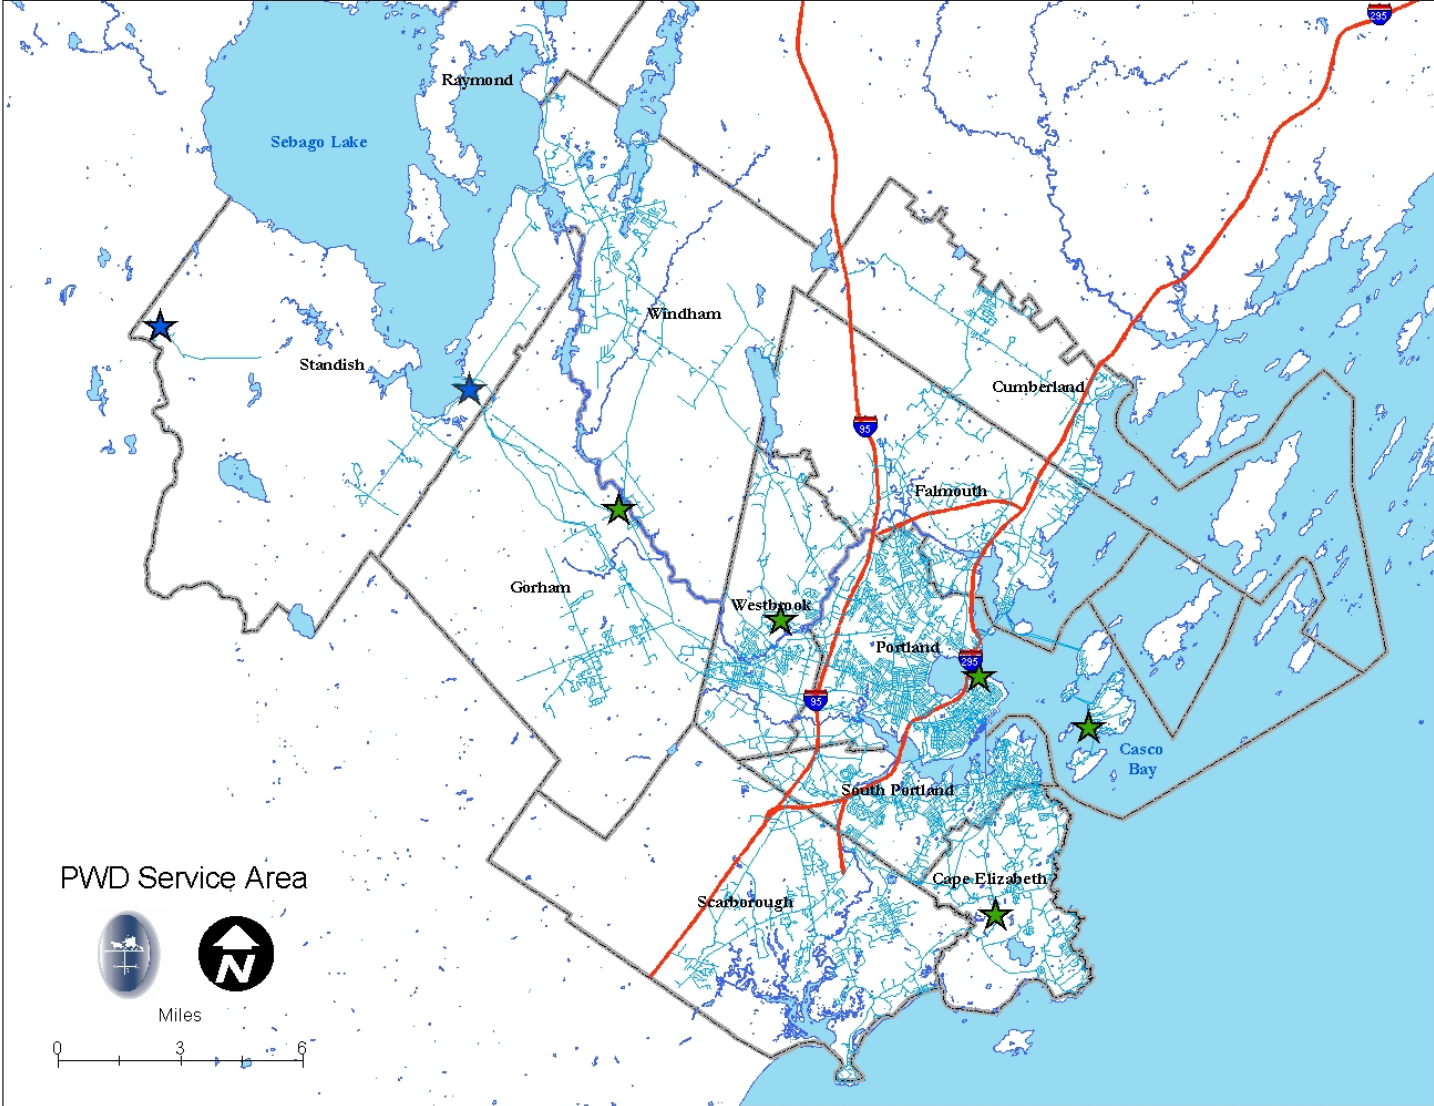 295
Raymond
Sebago Lake
Windham
Standish
Cumberland
95
Falmouth
Gorham
Westbrook
Portland
295
95
Casco
Bay
South Portland
PWD Service Area
Cape Elizabeth
Scarborough
N
Miles
0 3 6